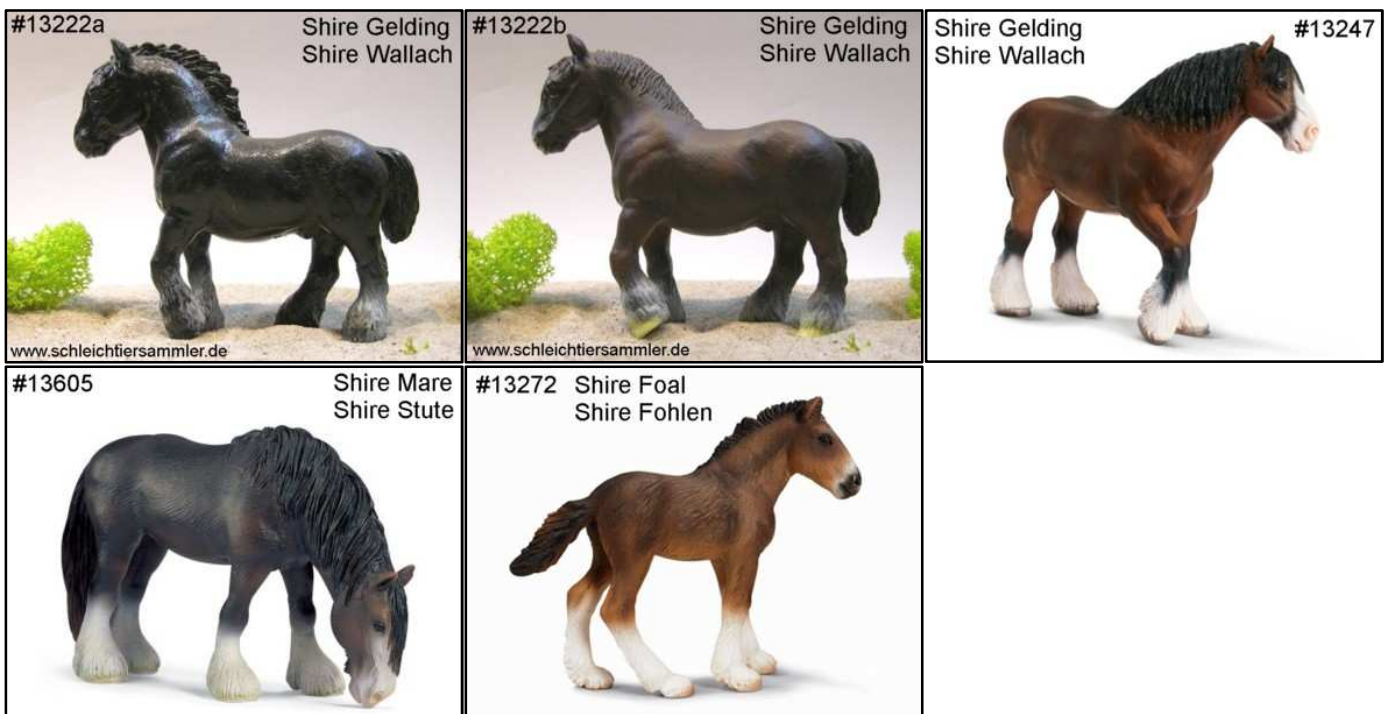 #13222a
Shire Gelding
Shire Wallach
www.schleichtiersammler.de
#13222b
Shire Gelding
Shire Wallach
www.schleichtiersammler.de
Shire Gelding
Shire Wallach
#13247
#13605
Shire Mare
Shire Stute
#13272
Shire Foal
Shire Fohlen